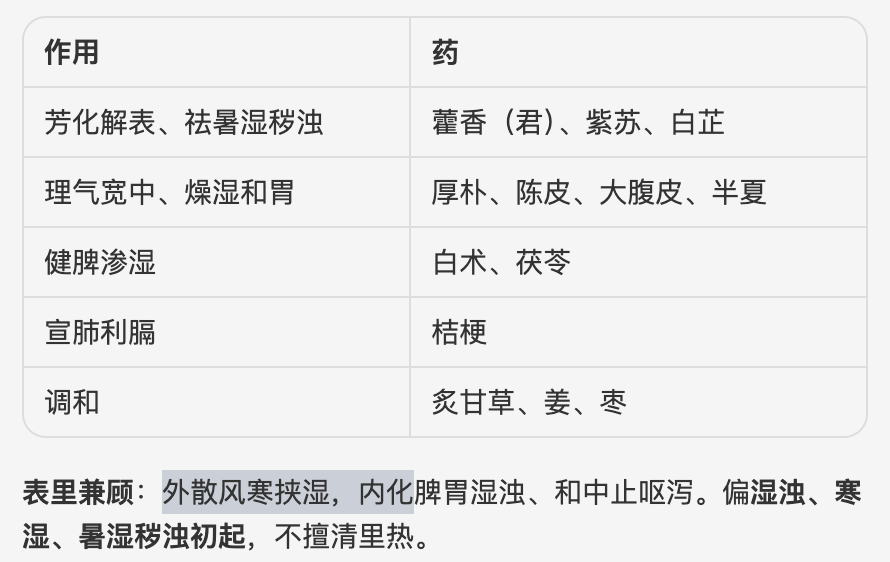 作用 药
芳化解表、祛暑湿秽浊 藿香（君）、紫苏、白芷
理气宽中、燥湿和胃 厚朴、陈皮、大腹皮、半夏
健脾渗湿 白术、茯苓
宣肺利膈 桔梗
调和 炙甘草、姜、枣
表里兼顾：外散风寒挟湿，内化脾胃湿浊、和中止呕泻。偏湿浊、寒
湿、暑湿秽浊初起，不擅清里热。